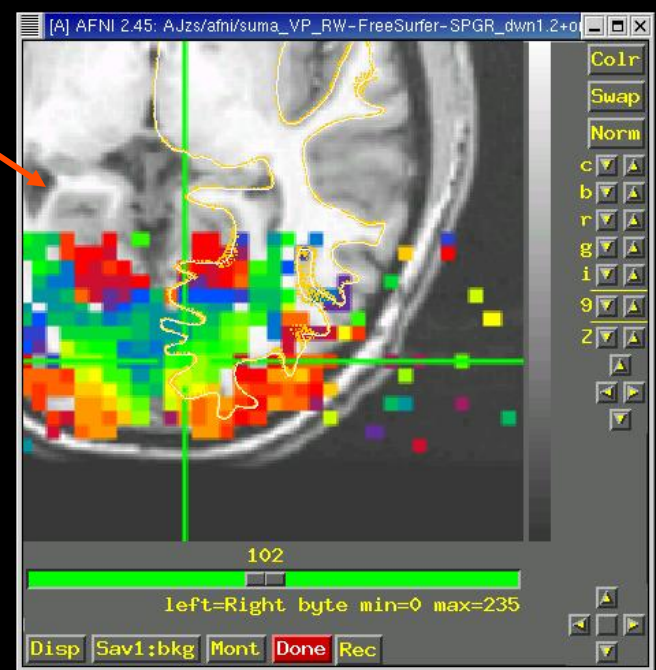 [A] AFNI 2.45: AJzs/afni/suma_VP_RW-FreeSurfer-SPGR_dwn1.2+o
Colr
Swap
Norm
c
b
r
g
i
9
Z
102
left=Right byte min=0 max=235
Disp Sav1:bkg Mont Done Rec